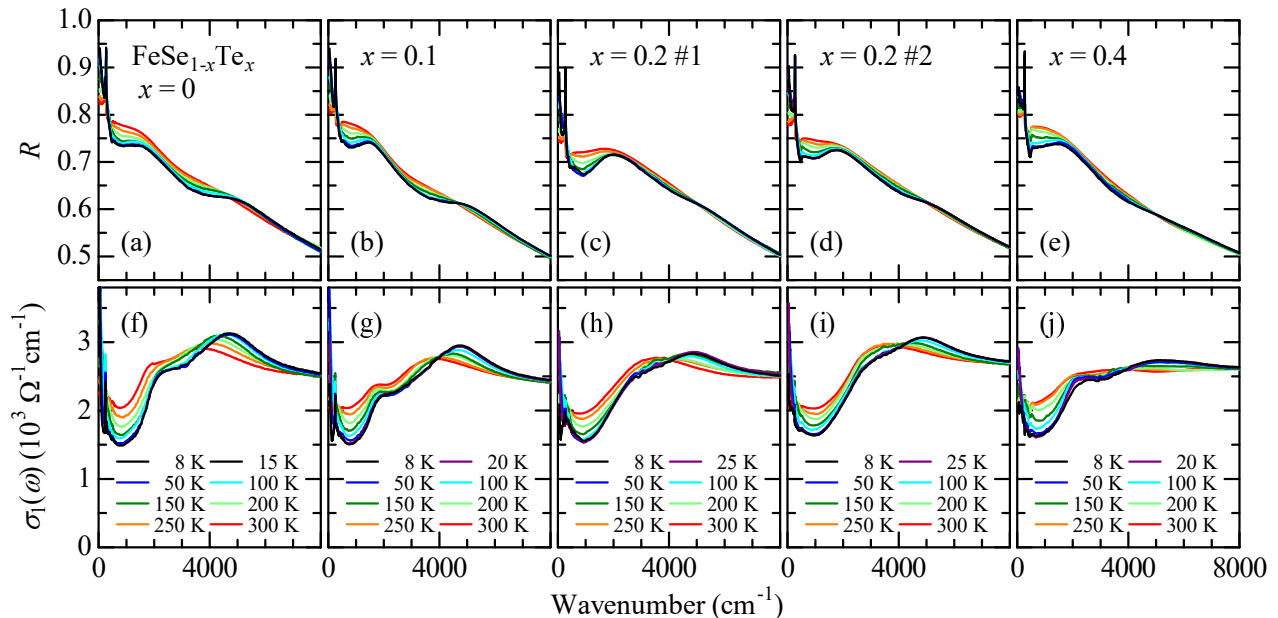 1.0
0.9
0.8
0.7
0.6
0.5
R
FeSe1-xTex
x = 0
x = 0.1
x = 0.2 #1
x = 0.2 #2
x = 0.4
(a)
(b)
(c)
(d)
(e)
3
2
1
0
σ1(ω) (10³ Ω⁻¹cm⁻¹)
(f)
(g)
(h)
(i)
(j)
8 K 15 K
50 K 100 K
150 K 200 K
250 K 300 K
8 K 20 K
50 K 100 K
150 K 200 K
250 K 300 K
8 K 25 K
50 K 100 K
150 K 200 K
250 K 300 K
8 K 25 K
50 K 100 K
150 K 200 K
250 K 300 K
8 K 20 K
50 K 100 K
150 K 200 K
250 K 300 K
0 4000 0 4000 0 4000 0 4000 0 4000 8000
Wavenumber (cm⁻¹)